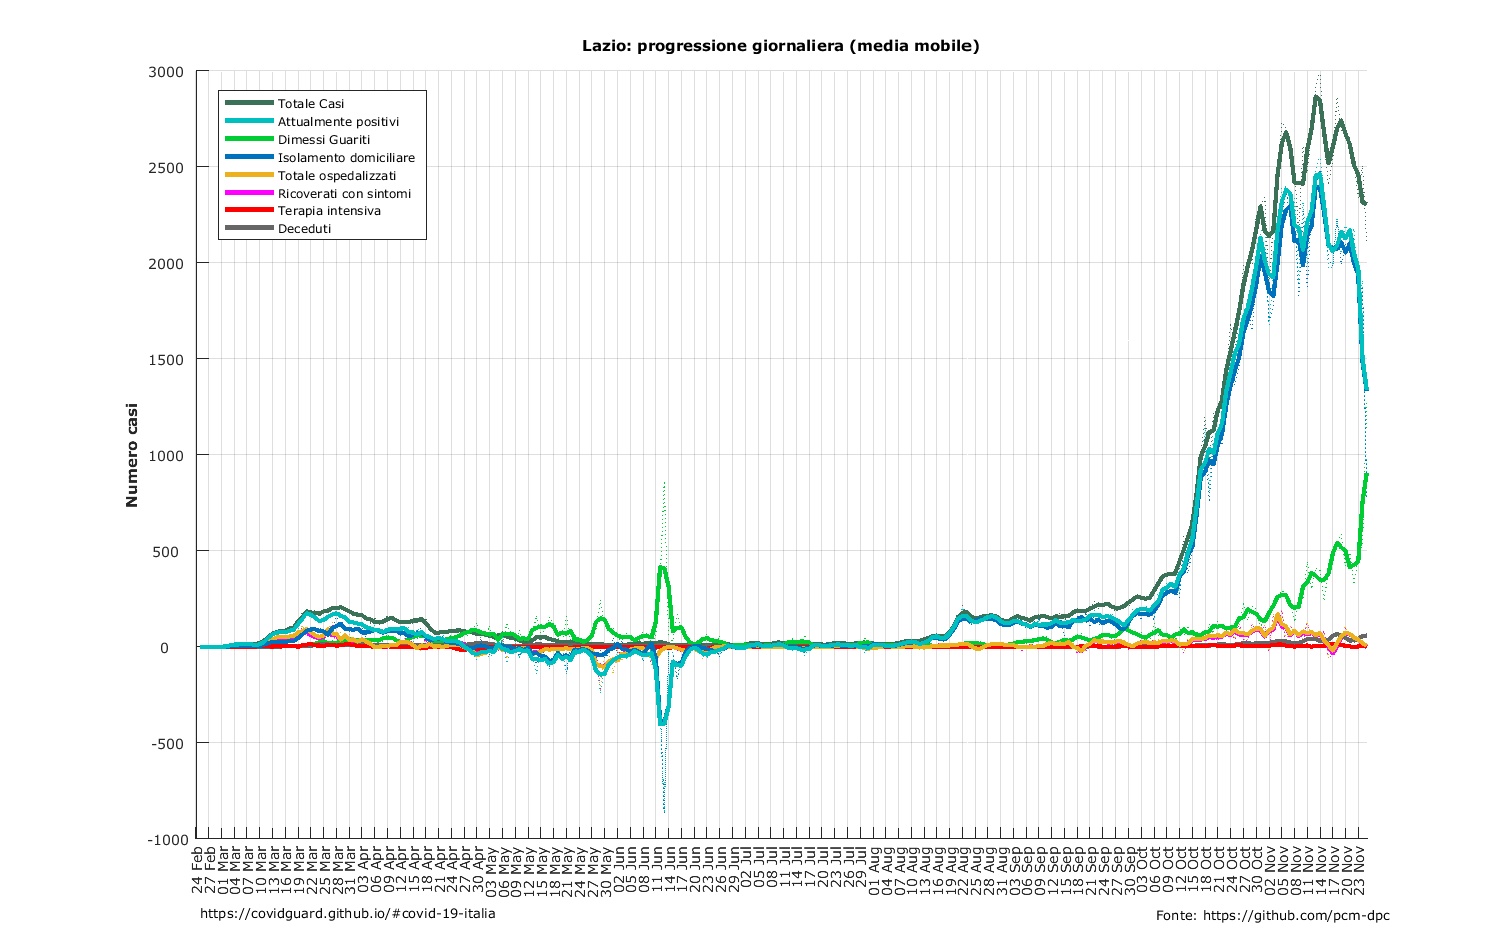 Lazio: progressione giornaliera (media mobile)
3000
2500
2000
1500
1000
500
0
-500
-1000
Numero casi
Totale Casi
Attualmente positivi
Dimessi Guariti
Isolamento domiciliare
Totale ospedalizzati
Ricoverati con sintomi
Terapia intensiva
Deceduti
24 Feb
27 Feb
01 Mar
04 Mar
07 Mar
10 Mar
13 Mar
16 Mar
19 Mar
22 Mar
25 Mar
28 Mar
31 Mar
03 Apr
06 Apr
09 Apr
12 Apr
15 Apr
18 Apr
21 Apr
24 Apr
27 Apr
30 Apr
03 May
06 May
09 May
12 May
15 May
18 May
21 May
24 May
27 May
30 May
02 Jun
05 Jun
08 Jun
11 Jun
14 Jun
17 Jun
20 Jun
23 Jun
26 Jun
29 Jun
02 Jul
05 Jul
08 Jul
11 Jul
14 Jul
17 Jul
20 Jul
23 Jul
26 Jul
29 Jul
01 Aug
04 Aug
07 Aug
10 Aug
13 Aug
16 Aug
19 Aug
22 Aug
25 Aug
28 Aug
31 Aug
03 Sep
06 Sep
09 Sep
12 Sep
15 Sep
18 Sep
21 Sep
24 Sep
27 Sep
30 Sep
03 Oct
06 Oct
09 Oct
12 Oct
15 Oct
18 Oct
21 Oct
24 Oct
27 Oct
30 Oct
02 Nov
05 Nov
08 Nov
11 Nov
14 Nov
17 Nov
20 Nov
23 Nov
https://covidguard.github.io/#covid-19-italia
Fonte: https://github.com/pcm-dpc